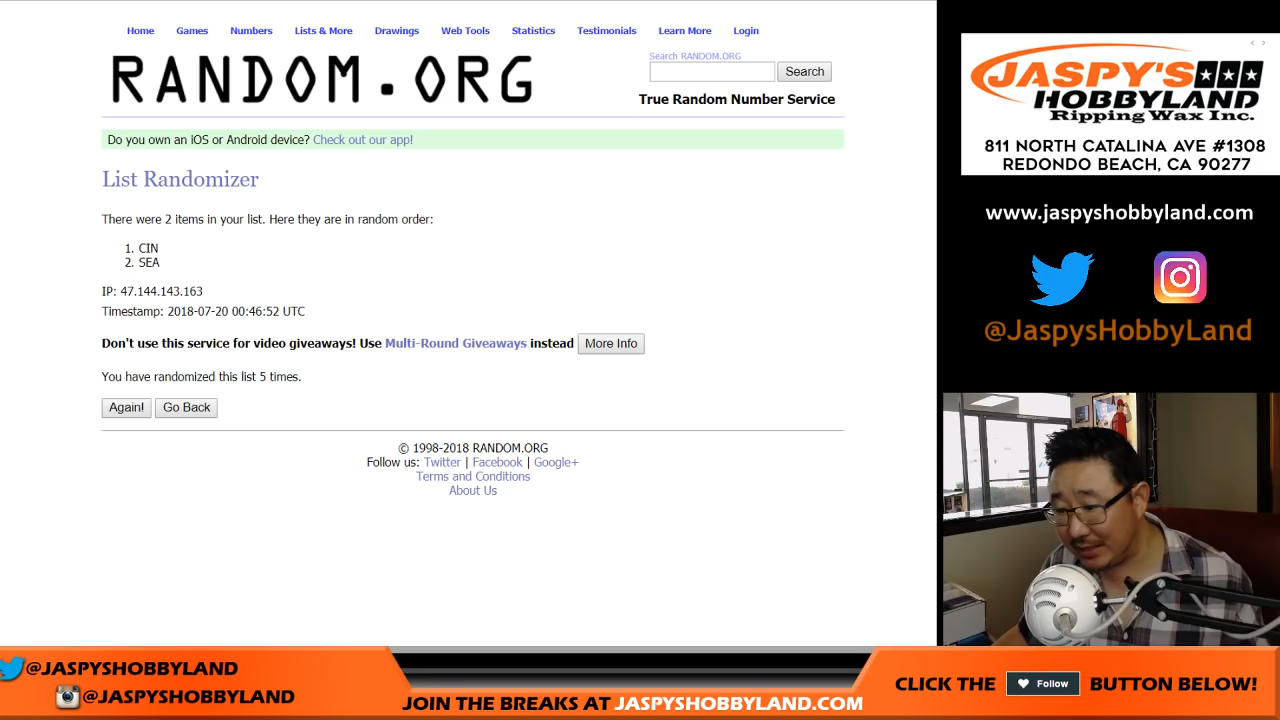 Home Games Numbers Lists & More Drawings Web Tools Statistics Testimonials Learn More Login
RANDOM.ORG
Search RANDOM.ORG
Search
True Random Number Service
Do you own an iOS or Android device? Check out our app!
List Randomizer
There were 2 items in your list. Here they are in random order:
1. CIN
2. SEA
IP: 47.144.143.163
Timestamp: 2018-07-20 00:46:52 UTC
Don't use this service for video giveaways! Use Multi-Round Giveaways instead More Info
You have randomized this list 5 times.
Again! Go Back
© 1998-2018 RANDOM.ORG
Follow us: Twitter | Facebook | Google+
Terms and Conditions
About Us
JASPY'S
HOBBYLAND
Ripping Wax Inc.
811 NORTH CATALINA AVE #1308
REDONDO BEACH, CA 90277
www.jaspyshobbyland.com
@JaspysHobbyLand
@JASPYSHOBBYLAND
@JASPYSHOBBYLAND
JOIN THE BREAKS AT JASPYSHOBBYLAND.COM
CLICK THE Follow BUTTON BELOW!